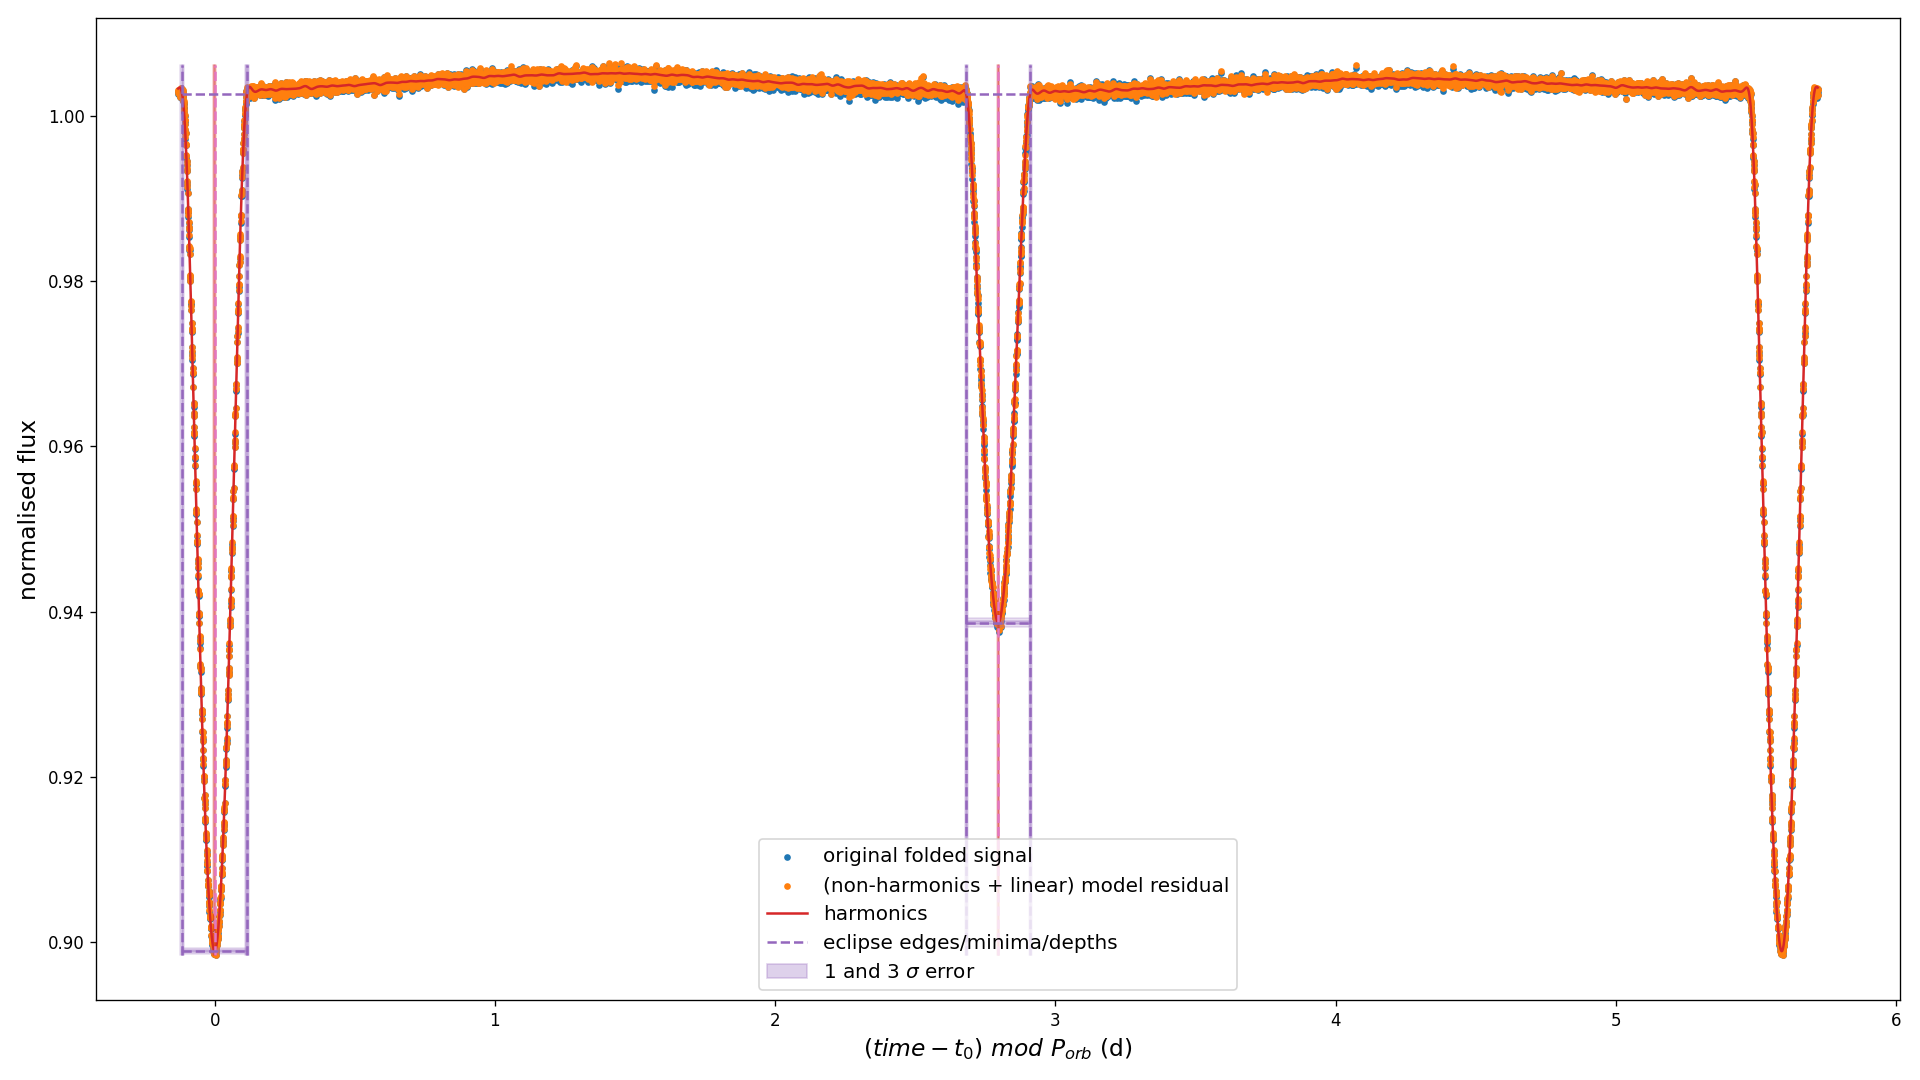 normalised flux
1.00
0.98
0.96
0.94
0.92
0.90
original folded signal
(non-harmonics + linear) model residual
harmonics
eclipse edges/minima/depths
1 and 3 σ error
0 1 2 3 4 5 6
(time − t₀) mod Pₒᵣb (d)